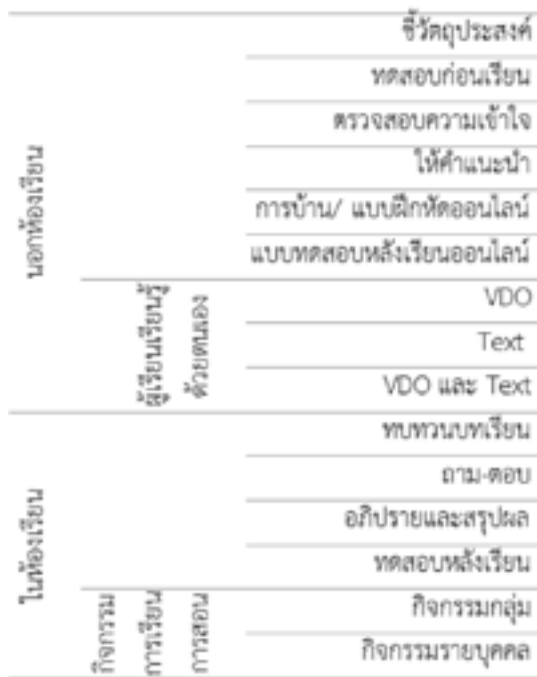 นอกห้องเรียน
ชี้วัตถุประสงค์
ทดสอบก่อนเรียน
ตรวจสอบความเข้าใจ
ให้คำแนะนำ
การบ้าน/ แบบฝึกหัดออนไลน์
แบบทดสอบหลังเรียนออนไลน์
ผู้เรียนเรียนรู้
ด้วยตนเอง
VDO
Text
VDO และ Text
ในห้องเรียน
ทบทวนบทเรียน
ถาม-ตอบ
อภิปรายและสรุปผล
ทดสอบหลังเรียน
กิจกรรม
การเรียน
การสอน
กิจกรรมกลุ่ม
กิจกรรมรายบุคคล